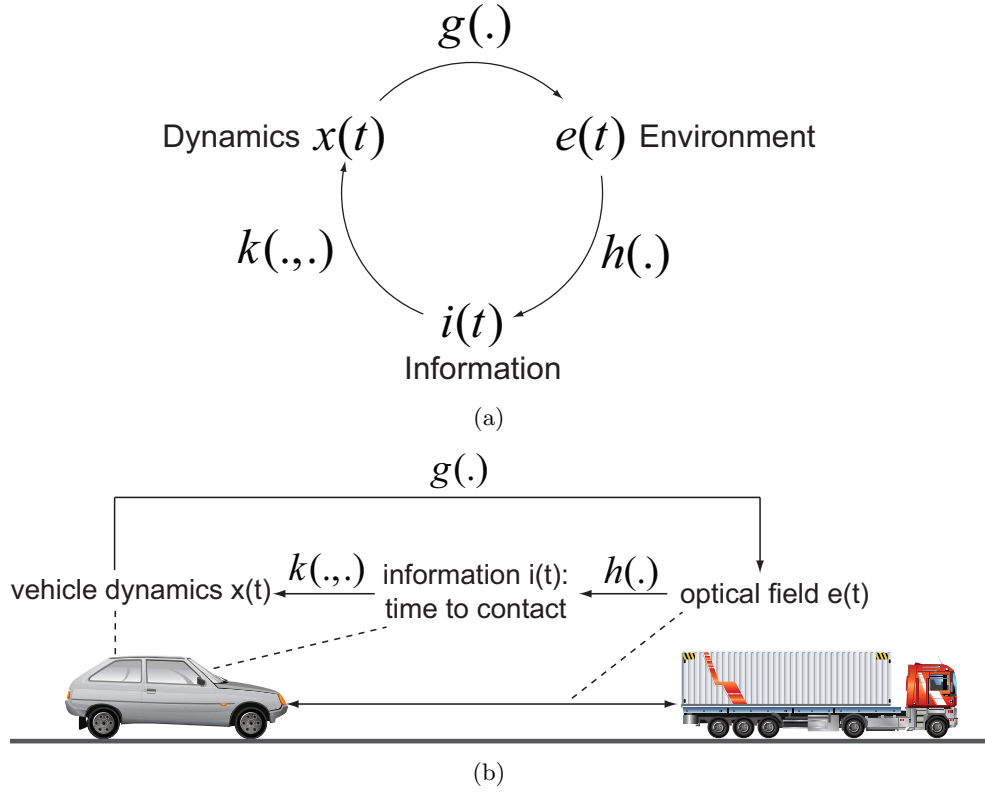 g(.)
Dynamics x(t)
e(t) Environment
k(.,.)
h(.)
i(t)
Information
(a)
g(.)
vehicle dynamics x(t)
k(.,.)
information i(t):
time to contact
h(.)
optical field e(t)
(b)